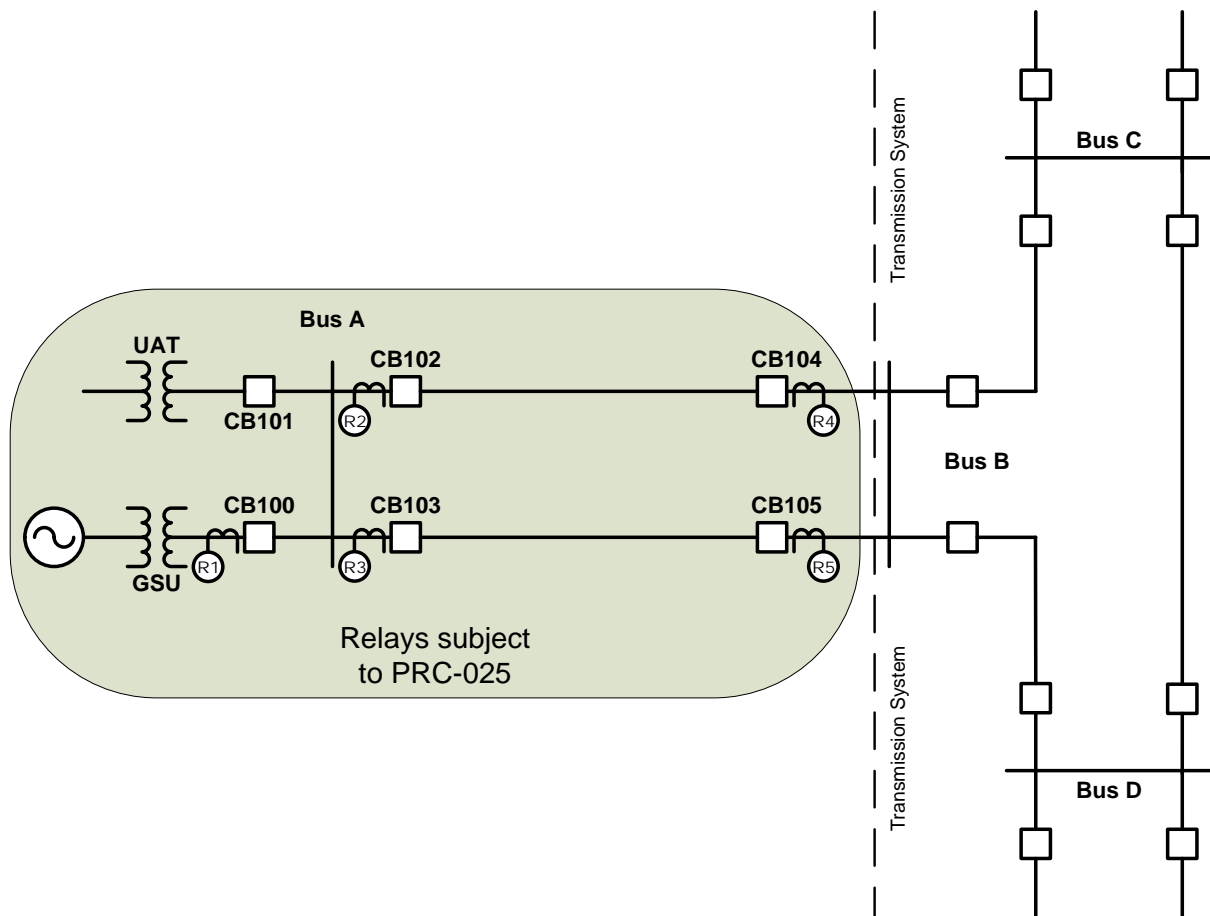 Transmission System
Bus C
Bus A
UAT
CB102
CB104
CB101
R2
R4
Bus B
CB100
CB103
CB105
R1
R3
R5
GSU
Relays subject
to PRC-025
Transmission System
Bus D